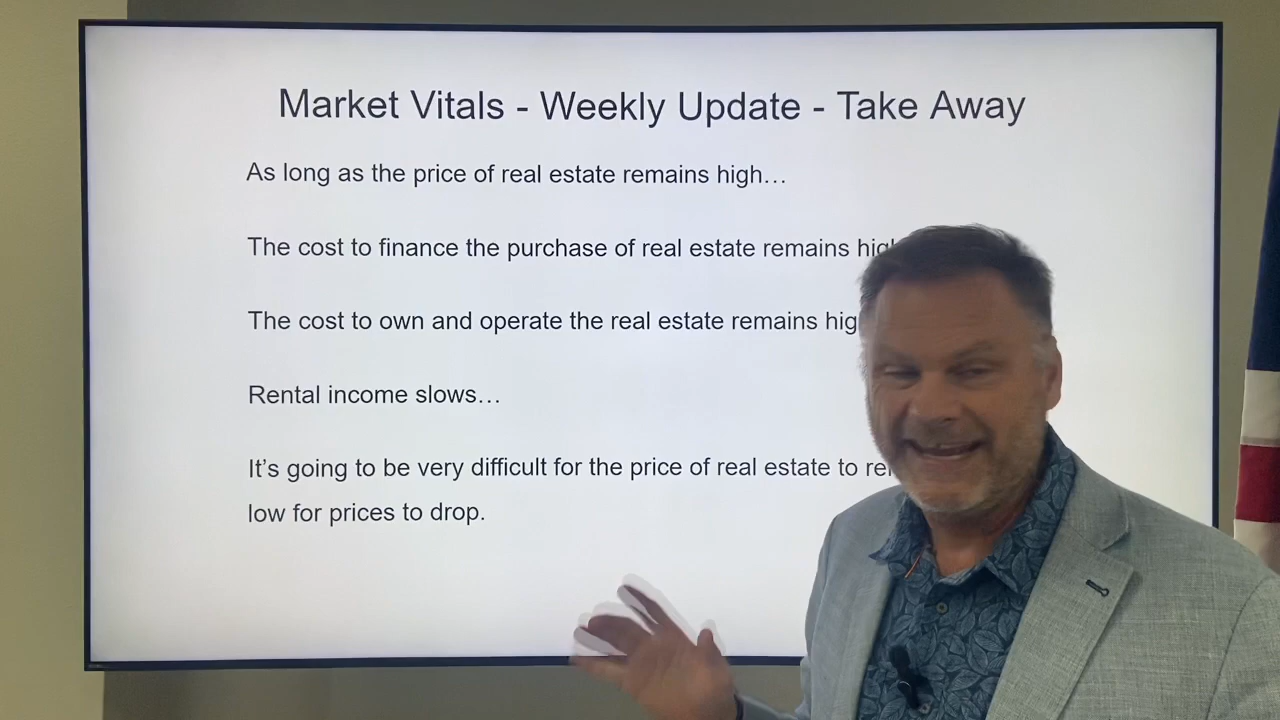 Market Vitals - Weekly Update - Take Away
As long as the price of real estate remains high…
The cost to finance the purchase of real estate remains
The cost to own and operate the real estate remains
Rental income slows…
It's going to be very difficult for the price of real estate to
low for prices to drop.